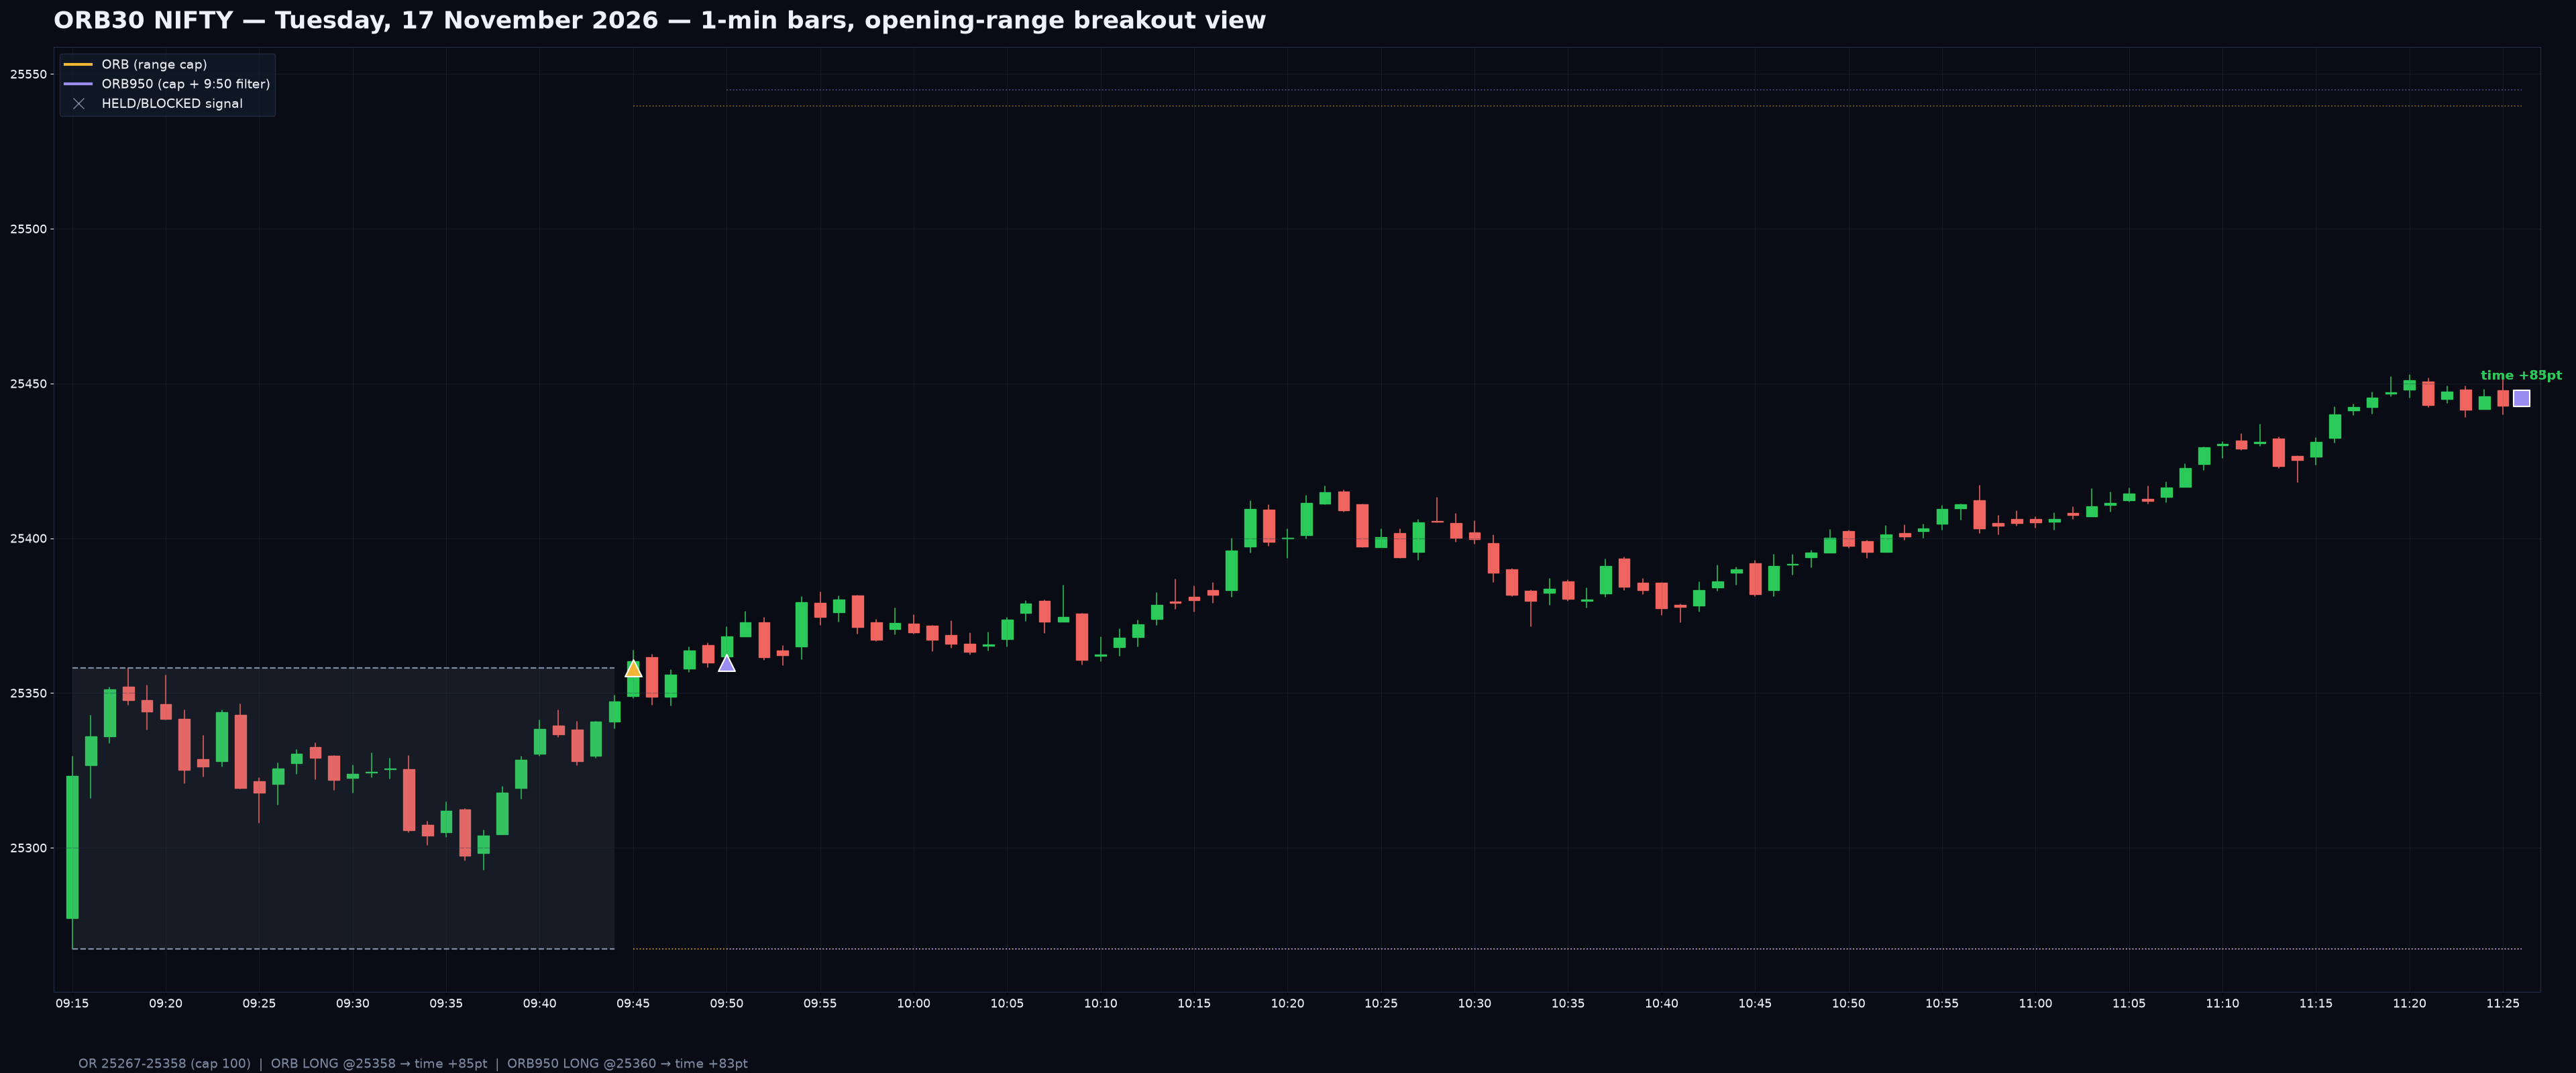 ORB30 NIFTY — Tuesday, 17 November 2026 — 1-min bars, opening-range breakout view
ORB (range cap)
ORB950 (cap + 9:50 filter)
HELD/BLOCKED signal
25550
25500
25450
25400
25350
25300
09:15 09:20 09:25 09:30 09:35 09:40 09:45 09:50 09:55 10:00 10:05 10:10 10:15 10:20 10:25 10:30 10:35 10:40 10:45 10:50 10:55 11:00 11:05 11:10 11:15 11:20 11:25
OR 25267-25358 (cap 100) | ORB LONG @25358 → time +85pt | ORB950 LONG @25360 → time +83pt